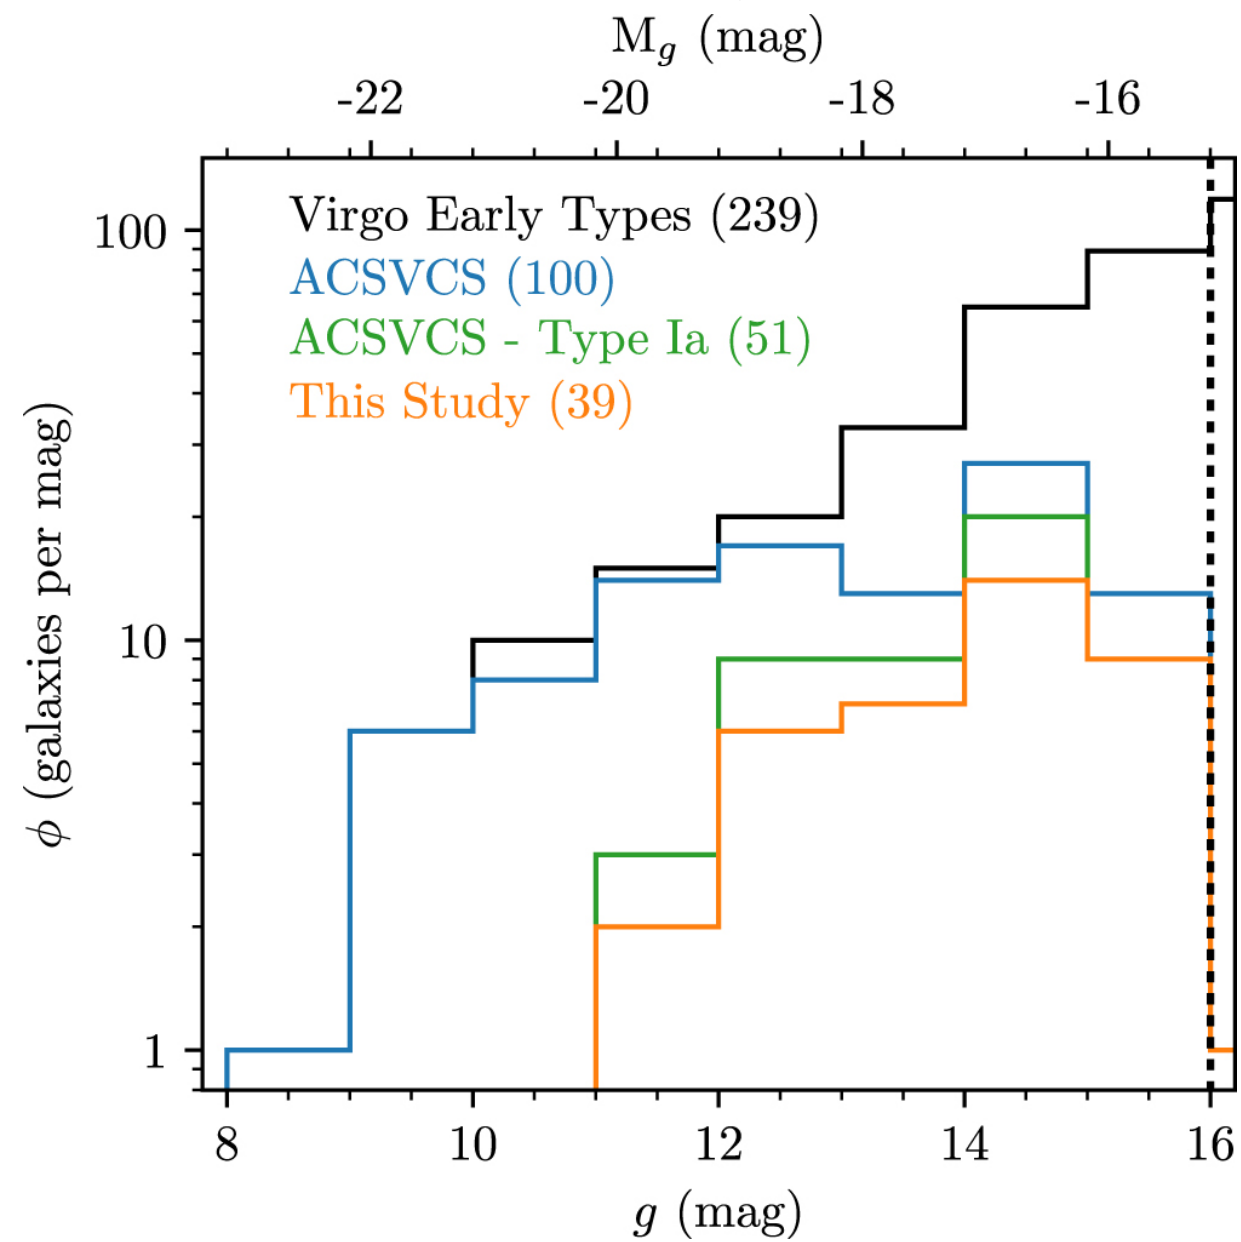 M_g (mag)
-22 -20 -18 -16
Virgo Early Types (239)
ACSVCS (100)
ACSVCS - Type Ia (51)
This Study (39)
100
10
1
ϕ (galaxies per mag)
8 10 12 14 16
g (mag)